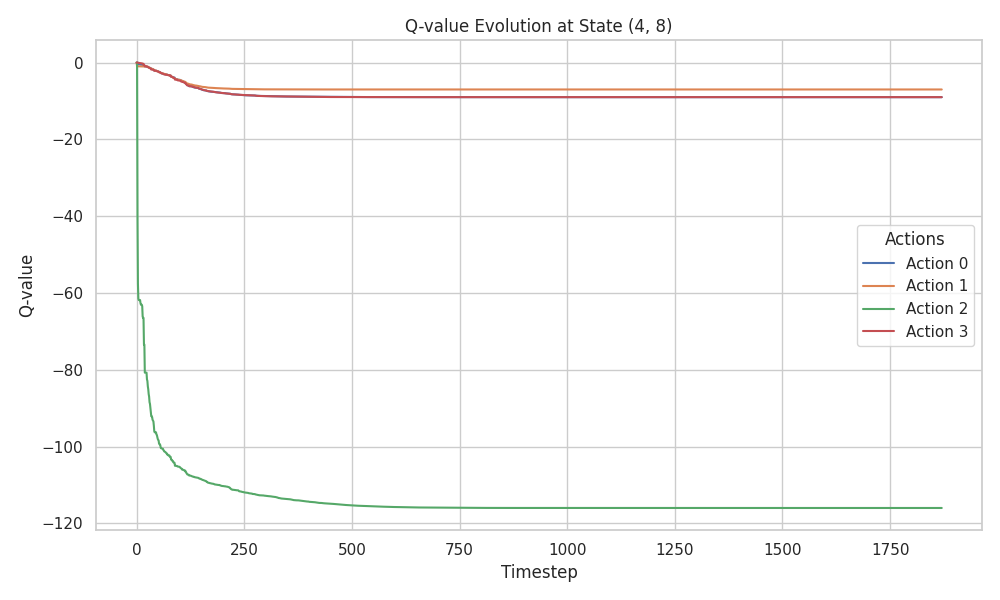 Q-value Evolution at State (4, 8)
0
−20
−40
−60
−80
−100
−120
Q-value
Actions
Action 0
Action 1
Action 2
Action 3
0 250 500 750 1000 1250 1500 1750
Timestep